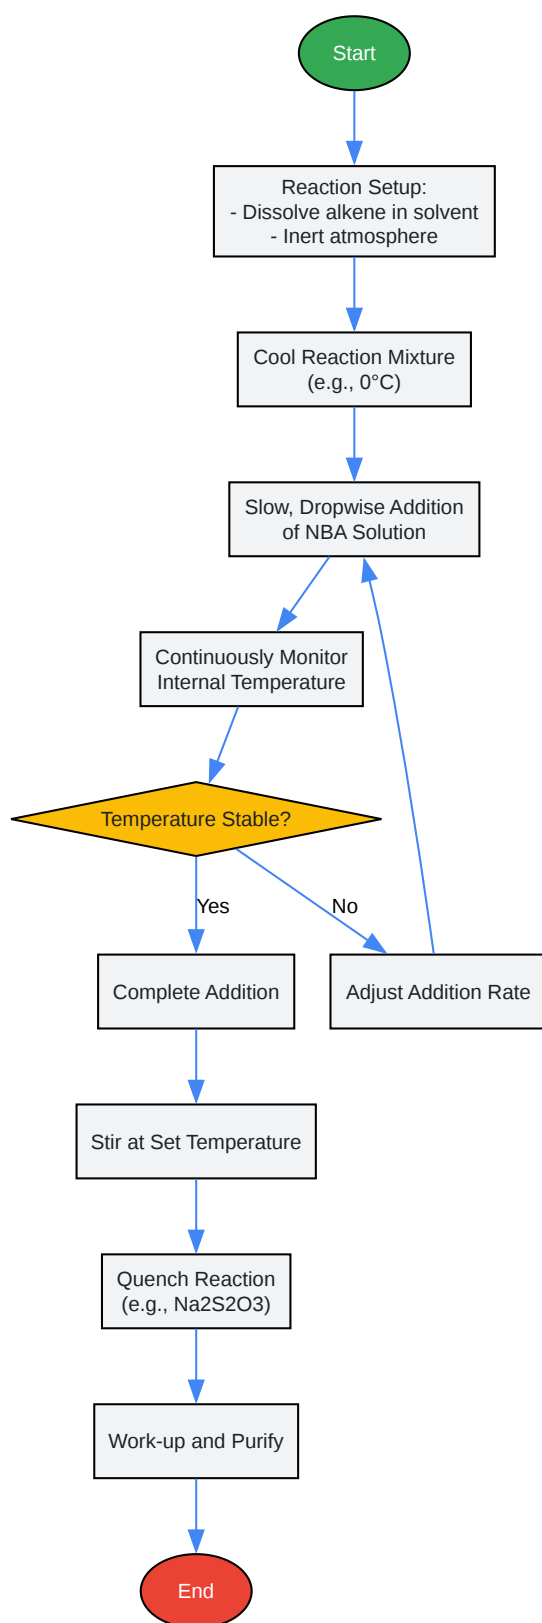 Start
Reaction Setup:
- Dissolve alkene in solvent
- Inert atmosphere
Cool Reaction Mixture
(e.g., 0°C)
Slow, Dropwise Addition
of NBA Solution
Continuously Monitor
Internal Temperature
Temperature Stable?
Yes
No
Complete Addition
Adjust Addition Rate
Stir at Set Temperature
Quench Reaction
(e.g., Na2S2O3)
Work-up and Purify
End